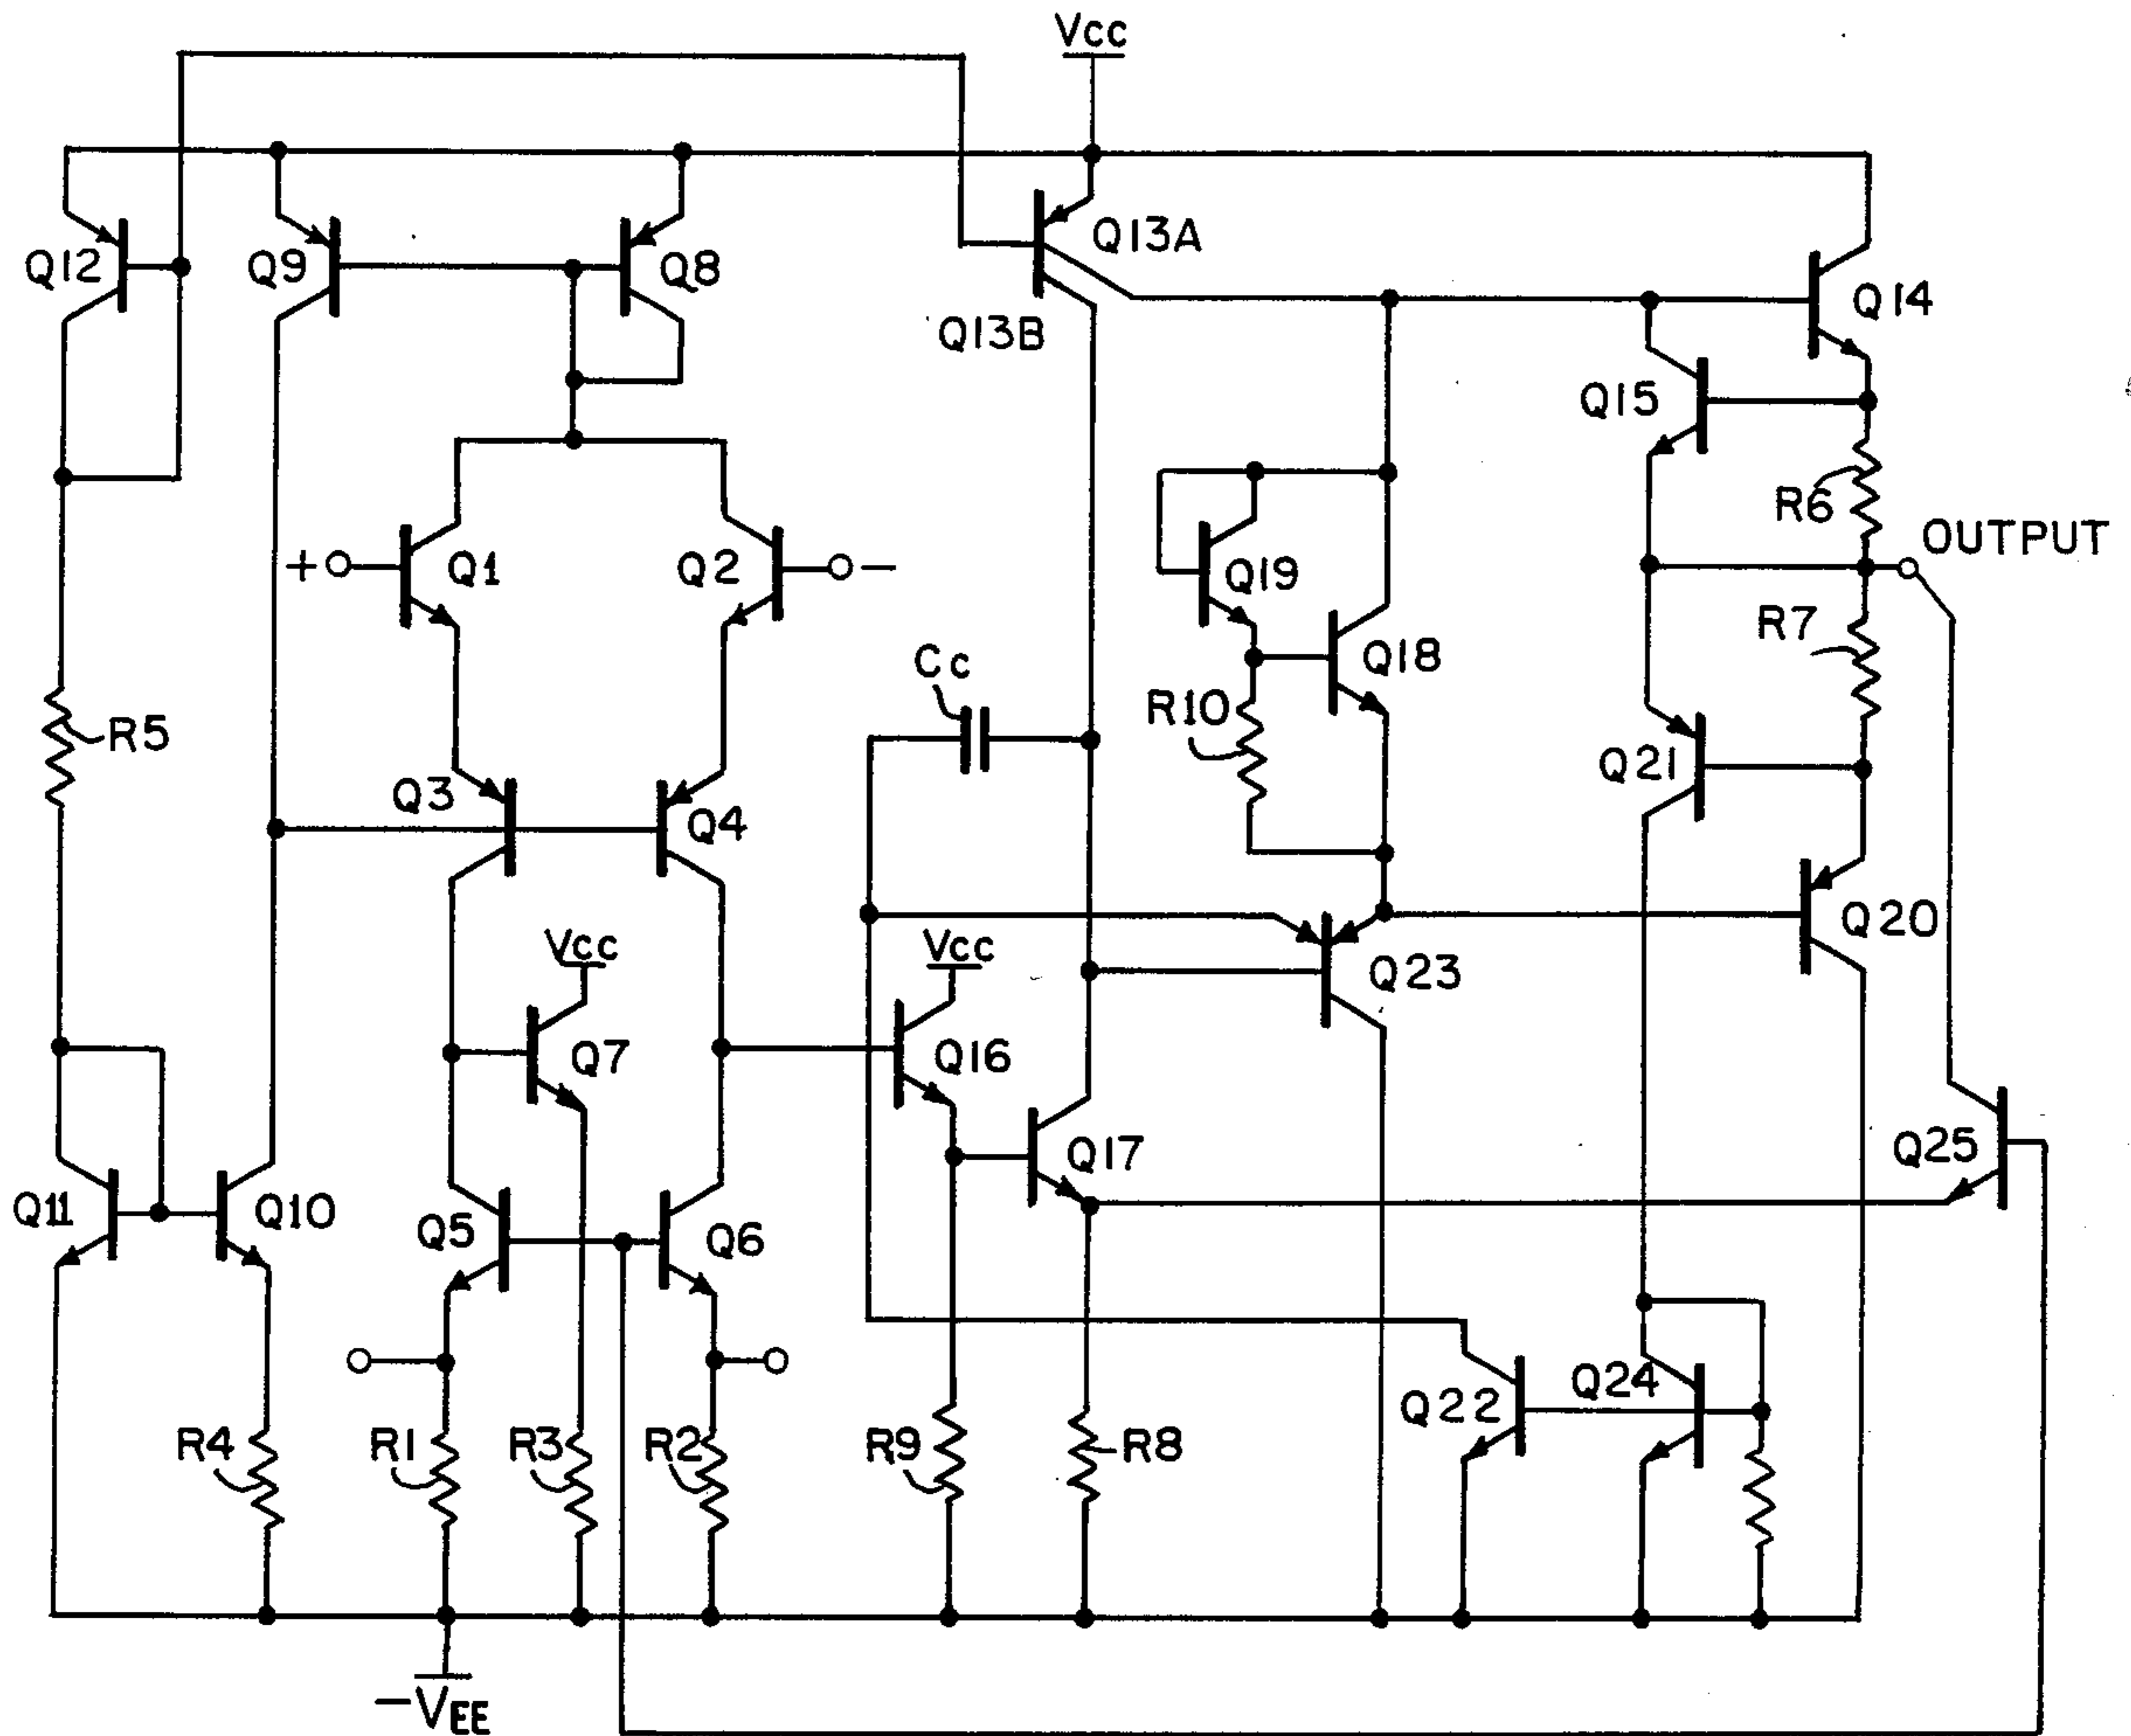 Vcc
Q12
Q9
Q8
Q13A
Q13B
Q14
Q15
R6
OUTPUT
+
Q1
Q2
−
Q19
R7
Q18
Cc
R10
R5
Q3
Q4
Q21
Q20
Vcc
Vcc
Q23
Q7
Q16
Q17
Q25
Q11
Q10
Q5
Q6
Q22
Q24
R4
R1
R3
R2
R9
R8
−VEE